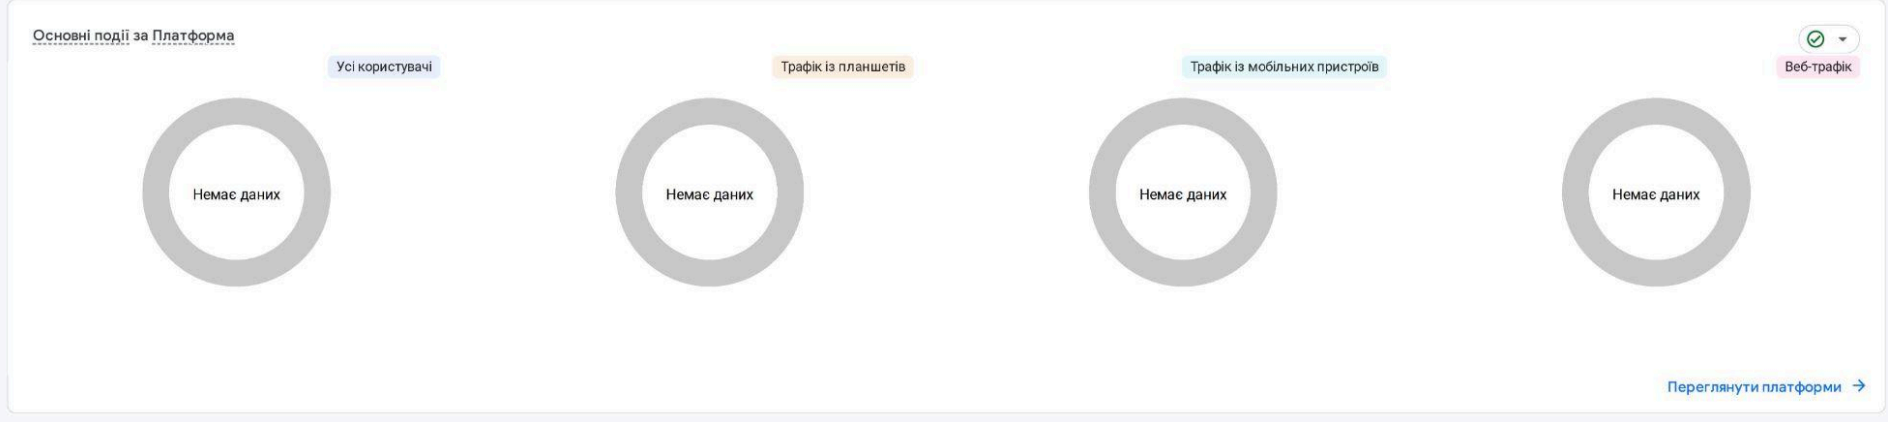 Основні події за Платформа
Усі користувачі
Трафік із планшетів
Трафік із мобільних пристроїв
Веб-трафік
Немає даних
Немає даних
Немає даних
Немає даних
Переглянути платформи